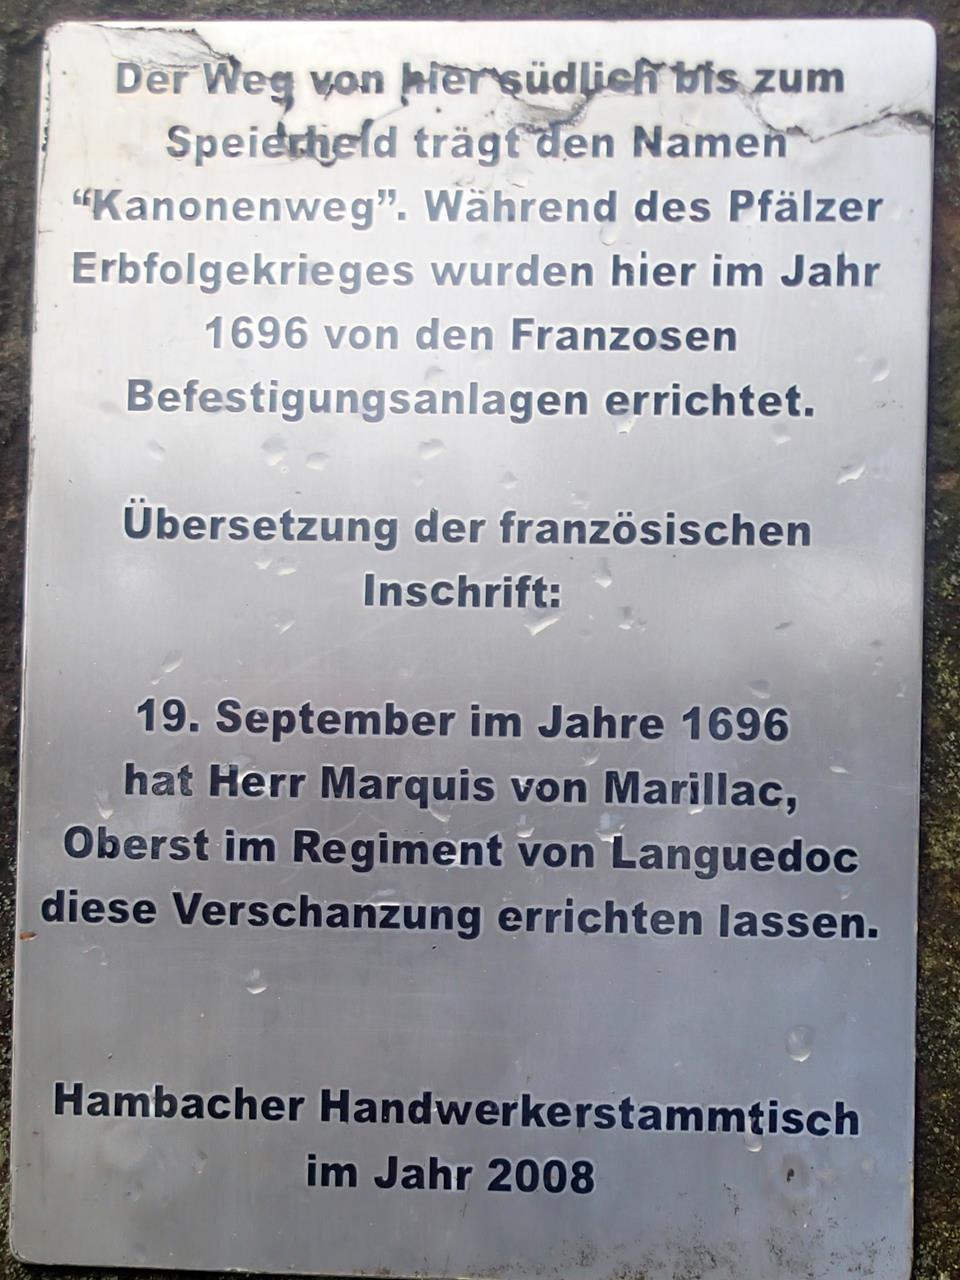 Der Weg von hier südlich bis zum
Speierheld trägt den Namen
“Kanonenweg”. Während des Pfälzer
Erbfolgekrieges wurden hier im Jahr
1696 von den Franzosen
Befestigungsanlagen errichtet.
Übersetzung der französischen
Inschrift:
19. September im Jahre 1696
hat Herr Marquis von Marillac,
Oberst im Regiment von Languedoc
diese Verschanzung errichten lassen.
Hambacher Handwerkerstammtisch
im Jahr 2008